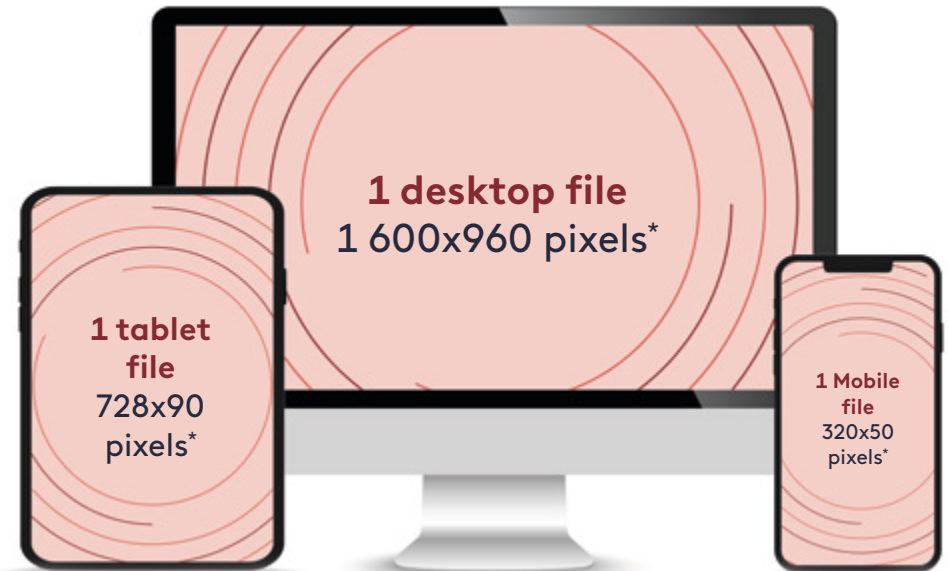 1 desktop file
1 600x960 pixels*
1 tablet
file
728x90
pixels*
1 Mobile
file
320x50
pixels*